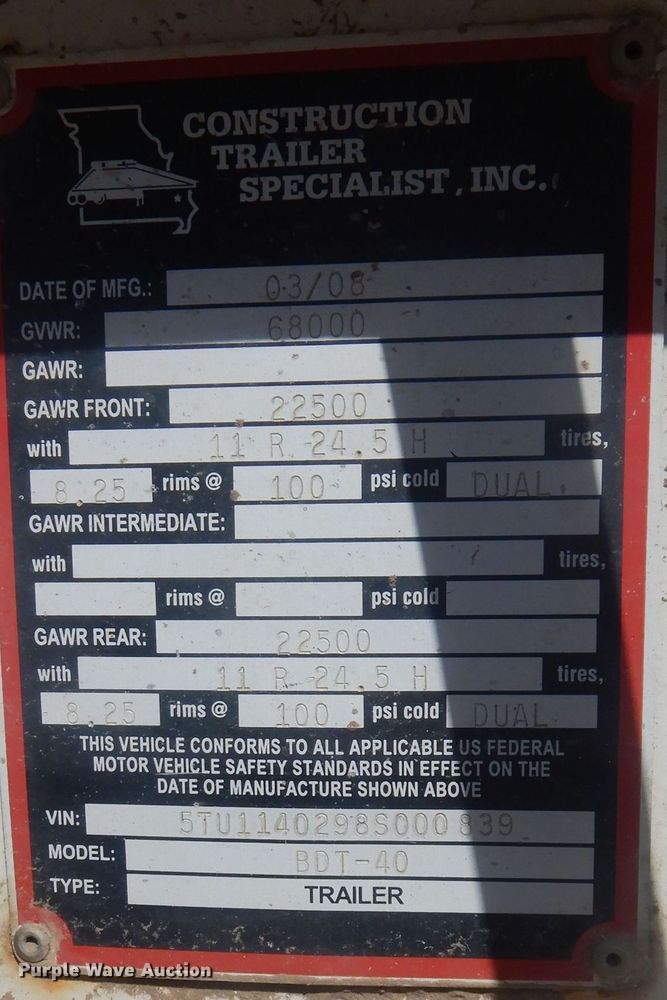 CONSTRUCTION
TRAILER
SPECIALIST, INC.
DATE OF MFG.: 03/08
GVWR: 68000
GAWR:
GAWR FRONT: 22500
with 11 R 24.5 H tires,
8.25 rims @ 100 psi cold DUAL
GAWR INTERMEDIATE:
with tires,
rims @ psi cold
GAWR REAR: 22500
with 11 R 24.5 H tires,
8.25 rims @ 100 psi cold DUAL
THIS VEHICLE CONFORMS TO ALL APPLICABLE US FEDERAL
MOTOR VEHICLE SAFETY STANDARDS IN EFFECT ON THE
DATE OF MANUFACTURE SHOWN ABOVE
VIN: 5TU1140298S000839
MODEL: BDT-40
TYPE: TRAILER
Purple Wave Auction